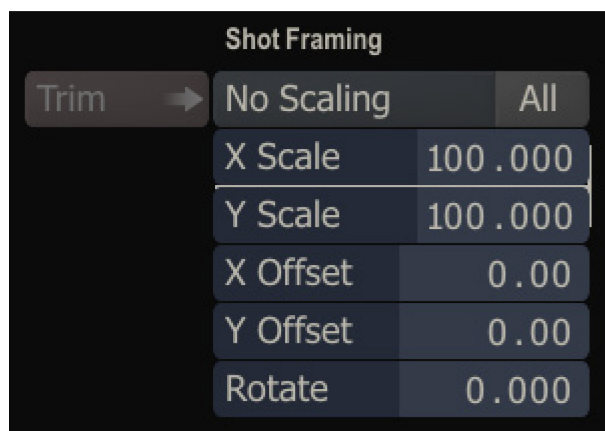 Shot Framing
Trim No Scaling All
X Scale 100.000
Y Scale 100.000
X Offset 0.00
Y Offset 0.00
Rotate 0.000